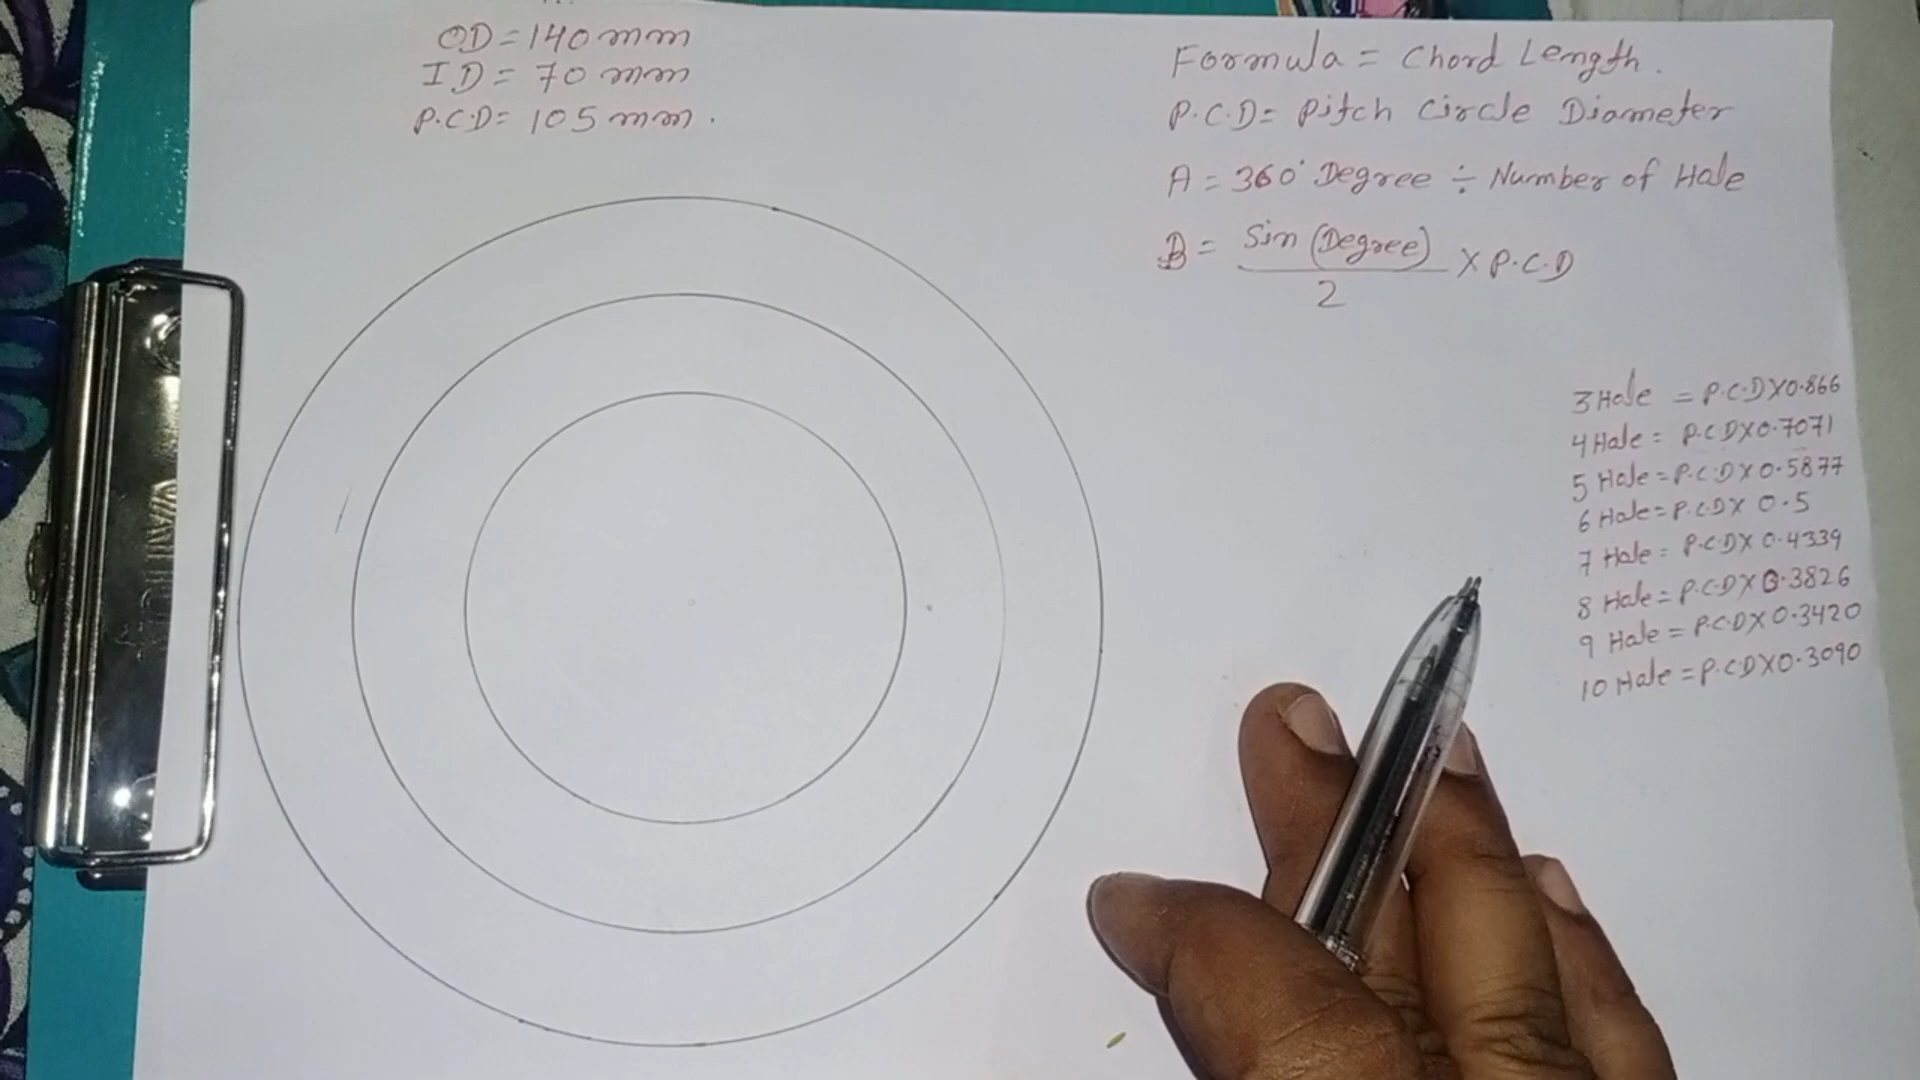 OD = 140 mm
ID = 70 mm
P.C.D = 105 mm.
Formula = Chord Length.
P.C.D = Pitch Circle Diameter
A = 360° Degree ÷ Number of Hole
B = Sin (Degree) / 2 X P.C.D
3 Hole = P.C.D X 0.866
4 Hole = P.C.D X 0.7071
5 Hole = P.C.D X 0.5877
6 Hole = P.C.D X 0.5
7 Hole = P.C.D X 0.4339
8 Hole = P.C.D X 0.3826
9 Hole = P.C.D X 0.3420
10 Hole = P.C.D X 0.3090